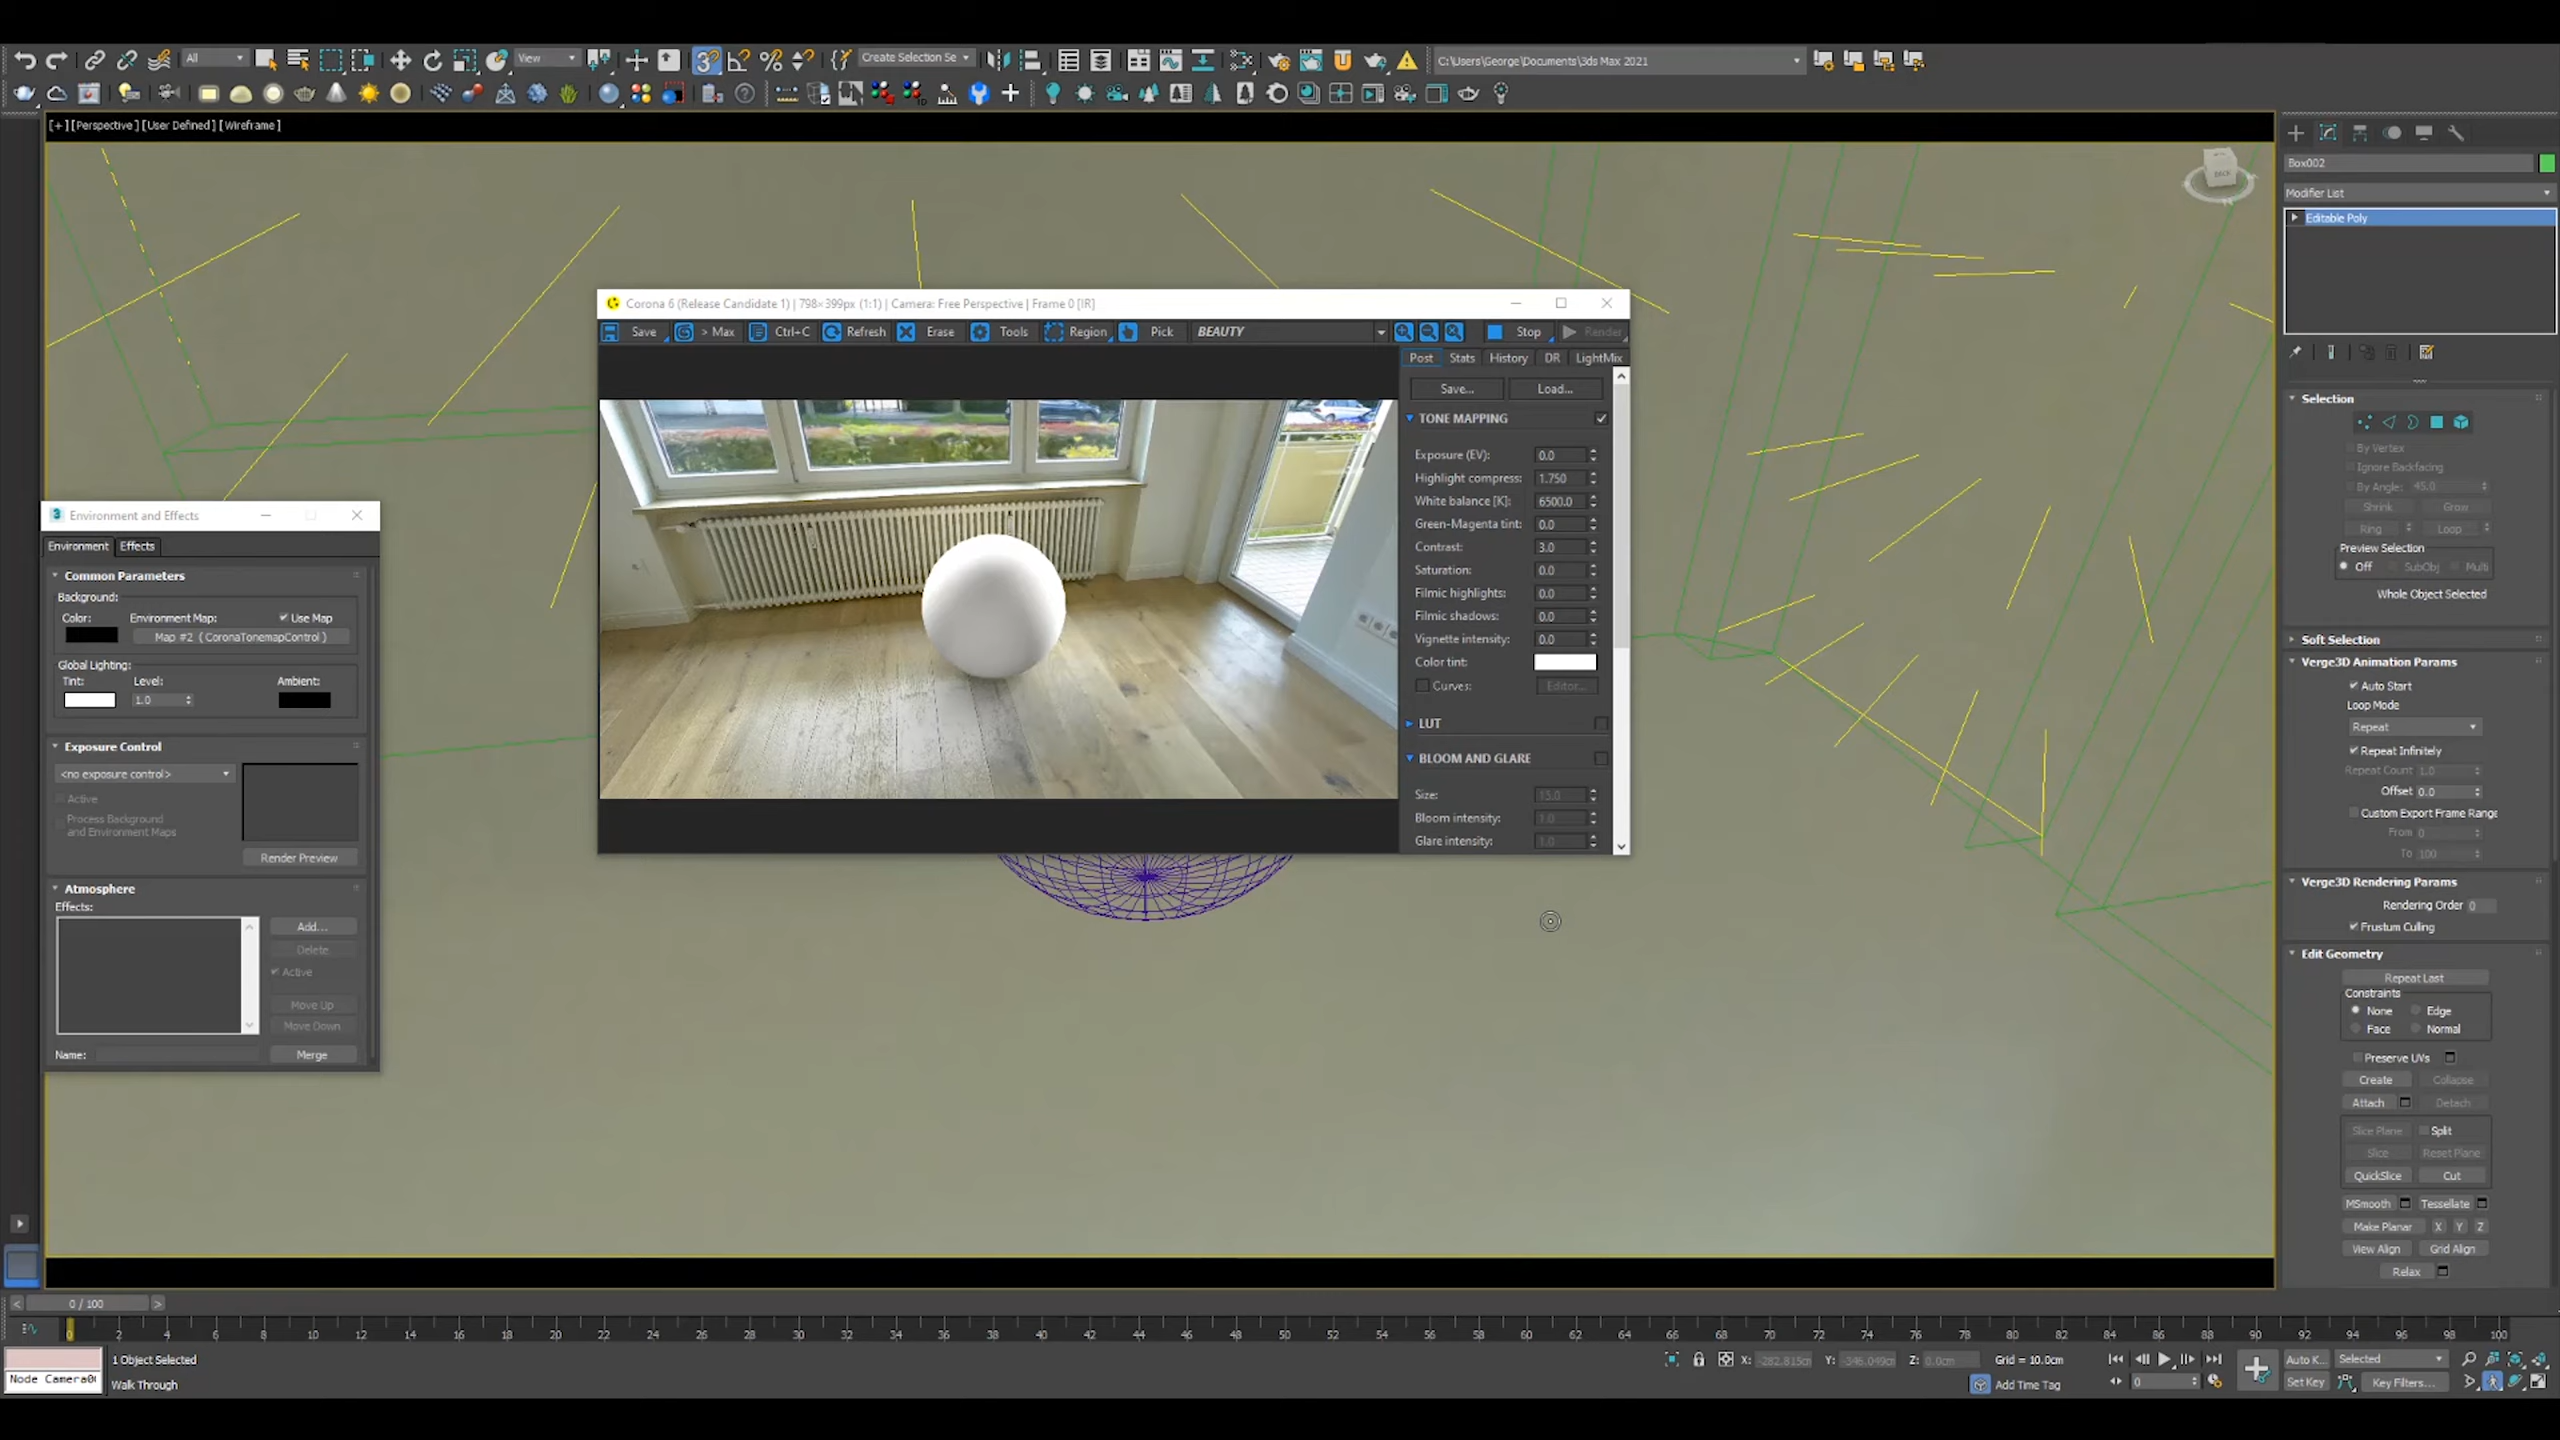 All
View
Create Selection Se
C:\Users\George\Documents\3ds Max 2021
[+] [Perspective] [User Defined] [Wireframe]
Box002
Modifier List
Editable Poly
Corona 6 (Release Candidate 1) | 798×399px (1:1) | Camera: Free Perspective | Frame 0 [IR]
Save
> Max
Ctrl+C
Refresh
Erase
Tools
Region
Pick
BEAUTY
Stop
Render
Post
Stats
History
DR
LightMix
Save...
Load...
TONE MAPPING
Exposure (EV): 0.0
Highlight compress: 1.750
White balance [K]: 6500.0
Green-Magenta tint: 0.0
Contrast: 3.0
Saturation: 0.0
Filmic highlights: 0.0
Filmic shadows: 0.0
Vignette intensity: 0.0
Color tint:
Curves: Editor...
LUT
BLOOM AND GLARE
Size: 15.0
Bloom intensity: 1.0
Glare intensity: 1.0
Environment and Effects
Environment
Effects
Common Parameters
Background:
Color: Environment Map: Use Map
Map #2 ( CoronaTonemapControl )
Global Lighting:
Tint: Level: Ambient:
1.0
Exposure Control
<no exposure control>
Active
Process Background
and Environment Maps
Render Preview
Atmosphere
Effects:
Add...
Delete
Active
Move Up
Move Down
Name:
Merge
Selection
By Vertex
Ignore Backfacing
By Angle: 45.0
Shrink Grow
Ring Loop
Preview Selection
Off SubObj Multi
Whole Object Selected
Soft Selection
Verge3D Animation Params
Auto Start
Loop Mode
Repeat
Repeat Infinitely
Repeat Count 1.0
Offset 0.0
Custom Export Frame Range
From 0
To 100
Verge3D Rendering Params
Rendering Order 0
Frustum Culling
Edit Geometry
Repeat Last
Constraints
None Edge
Face Normal
Preserve UVs
Create Collapse
Attach Detach
Slice Plane Split
Slice Reset Plane
QuickSlice Cut
MSmooth Tessellate
Make Planar X Y Z
View Align Grid Align
Relax
< 0 / 100 >
0 2 4 6 8 10 12 14 16 18 20 22 24 26 28 30 32 34 36 38 40 42 44 46 48 50 52 54 56 58 60 62 64 66 68 70 72 74 76 78 80 82 84 86 88 90 92 94 96 98 100
1 Object Selected
Node Camera0
Walk Through
X: -282.815cm Y: -346.049cm Z: 0.0cm Grid = 10.0cm
Add Time Tag
0
Auto K... Selected
Set Key Key Filters...